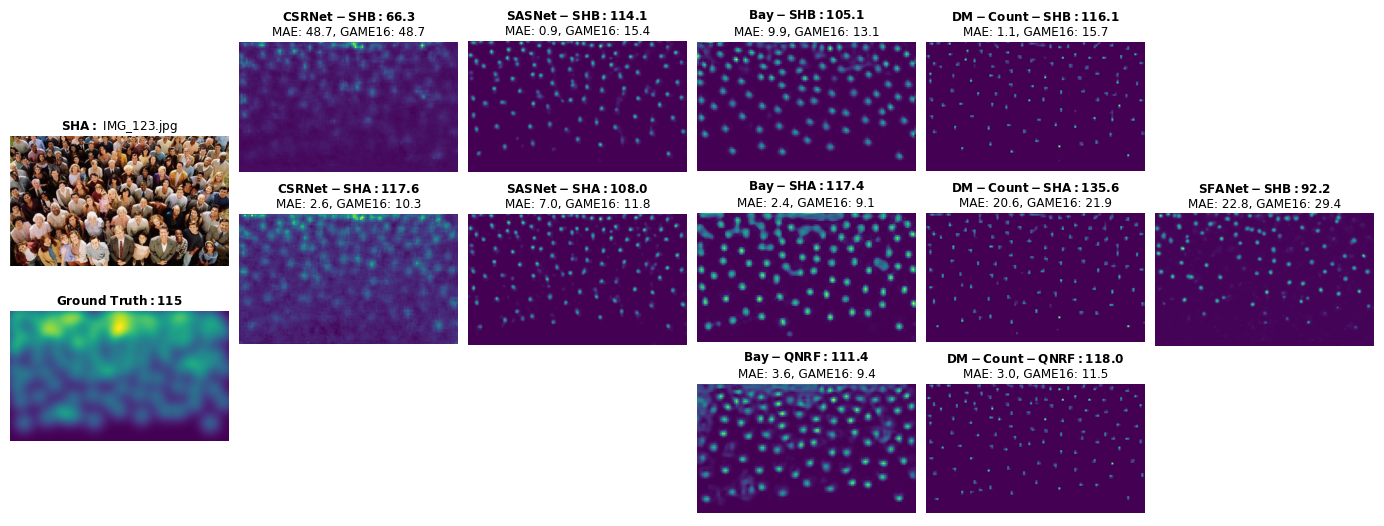 CSRNet – SHB: 66.3
MAE: 48.7, GAME16: 48.7
SASNet – SHB: 114.1
MAE: 0.9, GAME16: 15.4
Bay – SHB: 105.1
MAE: 9.9, GAME16: 13.1
DM – Count – SHB: 116.1
MAE: 1.1, GAME16: 15.7
SHA: IMG_123.jpg
CSRNet – SHA: 117.6
MAE: 2.6, GAME16: 10.3
SASNet – SHA: 108.0
MAE: 7.0, GAME16: 11.8
Bay – SHA: 117.4
MAE: 2.4, GAME16: 9.1
DM – Count – SHA: 135.6
MAE: 20.6, GAME16: 21.9
SFANet – SHB: 92.2
MAE: 22.8, GAME16: 29.4
Ground Truth: 115
Bay – QNRF: 111.4
MAE: 3.6, GAME16: 9.4
DM – Count – QNRF: 118.0
MAE: 3.0, GAME16: 11.5